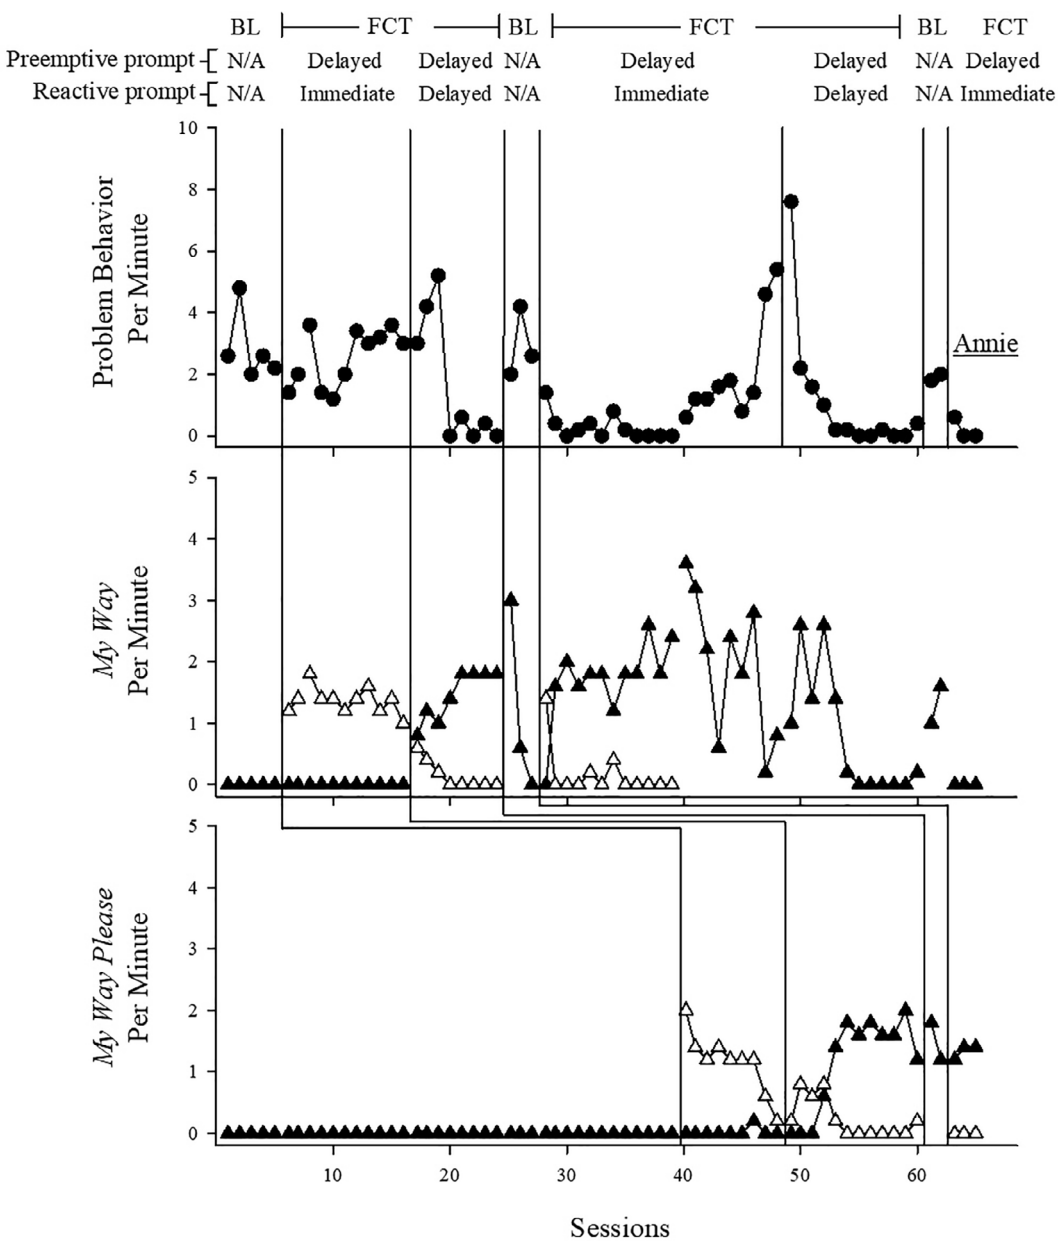 BL FCT BL FCT BL FCT
Preemptive prompt N/A Delayed Delayed N/A Delayed Delayed N/A Delayed
Reactive prompt N/A Immediate Delayed N/A Immediate Delayed N/A Immediate
Problem Behavior
Per Minute
10
8
6
4
2
0
Annie
My Way
Per Minute
5
4
3
2
1
0
My Way Please
Per Minute
5
4
3
2
1
0
10 20 30 40 50 60
Sessions